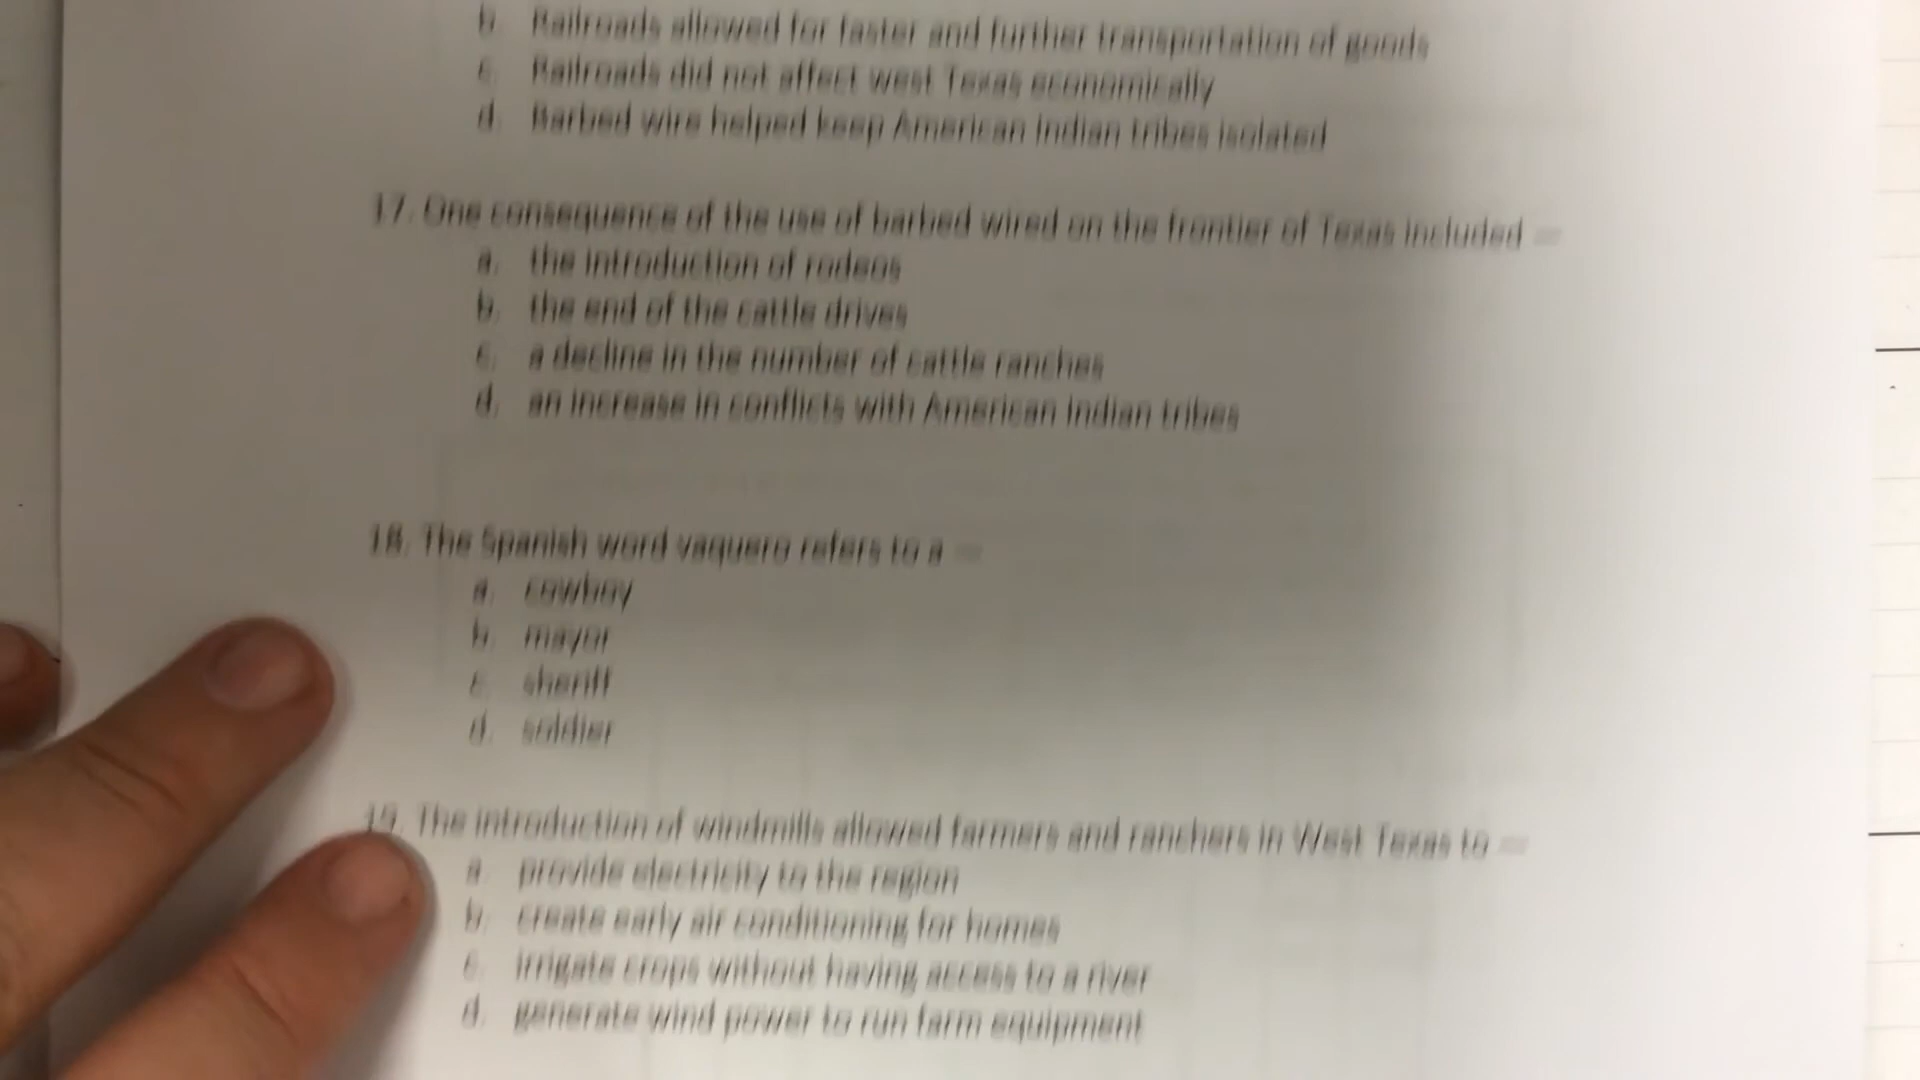 b. Railroads allowed for faster and further transportation of goods
c. Railroads did not affect west Texas economically
d. Barbed wire helped keep American Indian tribes isolated
17. One consequence of the use of barbed wired on the frontier of Texas included –
a. the introduction of rodeos
b. the end of the cattle drives
c. a decline in the number of cattle ranches
d. an increase in conflicts with American Indian tribes
18. The Spanish word vaquero refers to a –
a. cowboy
b. mayor
c. sheriff
d. soldier
19. The introduction of windmills allowed farmers and ranchers in West Texas to –
a. provide electricity to the region
b. create early air conditioning for homes
c. irrigate crops without having access to a river
d. generate wind power to run farm equipment